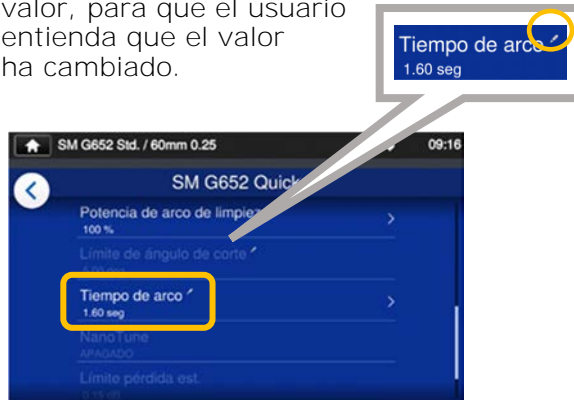 valor, para que el usuario
entienda que el valor
ha cambiado.
Tiempo de arco
1.60 seg
SM G652 Std. / 60mm 0.25
09:16
SM G652 Quick
Potencia de arco de limpiez
100 %
Límite de ángulo de corte
Tiempo de arco
1.60 seg
NanoTune
APAGADO
Límite pérdida est.